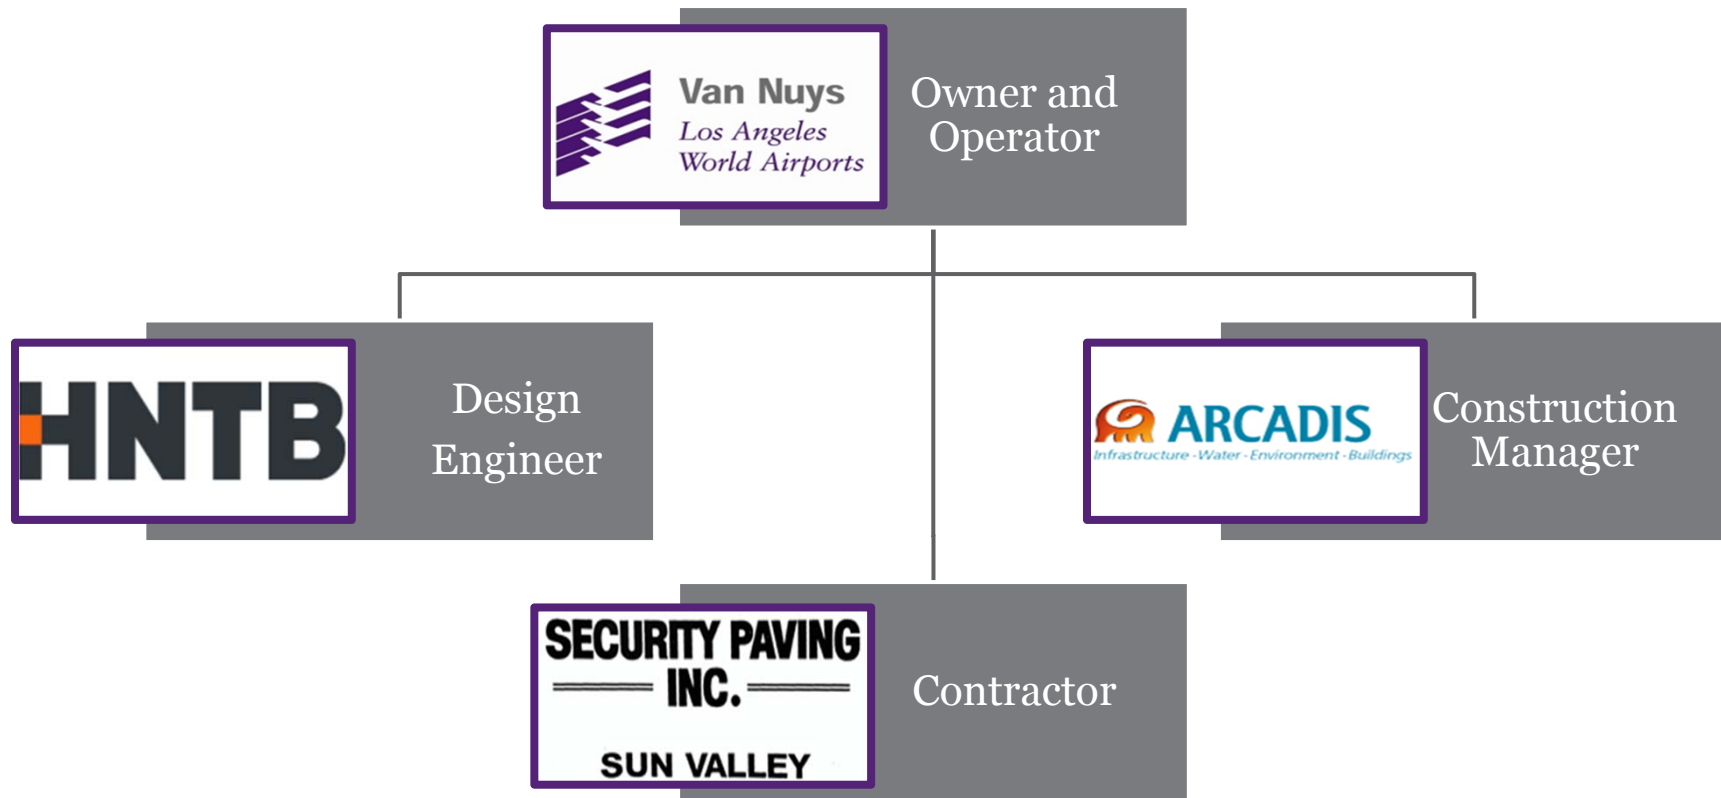 Van Nuys
Los Angeles
World Airports
Owner and
Operator
HNTB
Design
Engineer
ARCADIS
Infrastructure - Water - Environment - Buildings
Construction
Manager
SECURITY PAVING
INC.
SUN VALLEY
Contractor